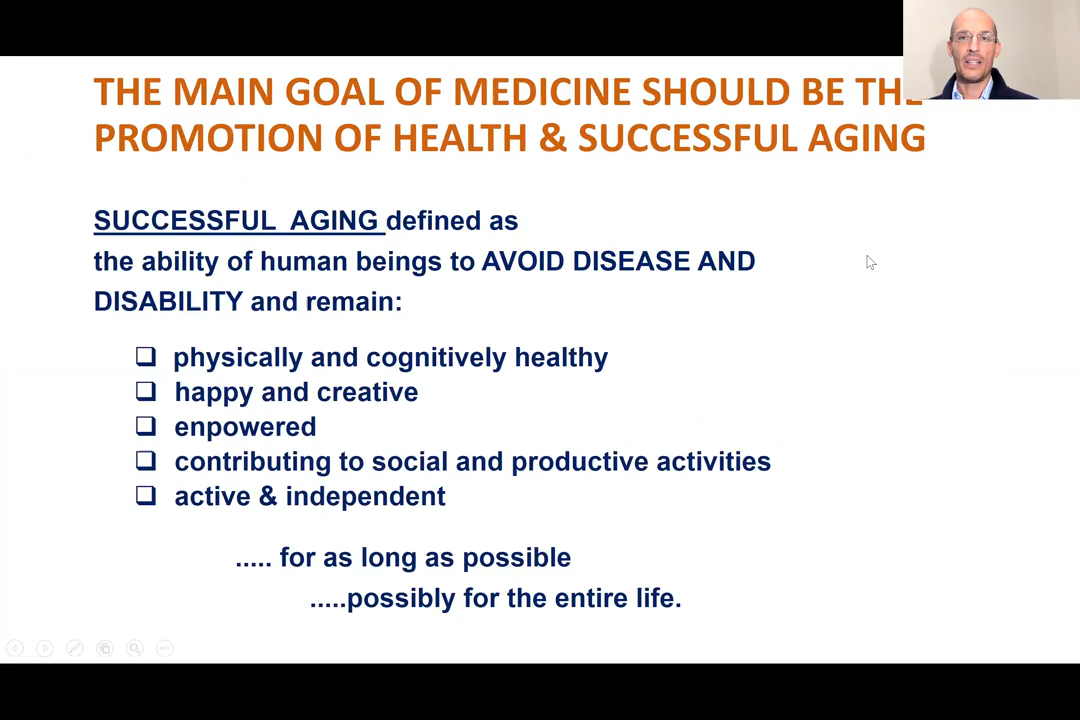 THE MAIN GOAL OF MEDICINE SHOULD BE THE
PROMOTION OF HEALTH & SUCCESSFUL AGING
SUCCESSFUL AGING defined as
the ability of human beings to AVOID DISEASE AND
DISABILITY and remain:
physically and cognitively healthy
happy and creative
enpowered
contributing to social and productive activities
active & independent
..... for as long as possible
.....possibly for the entire life.